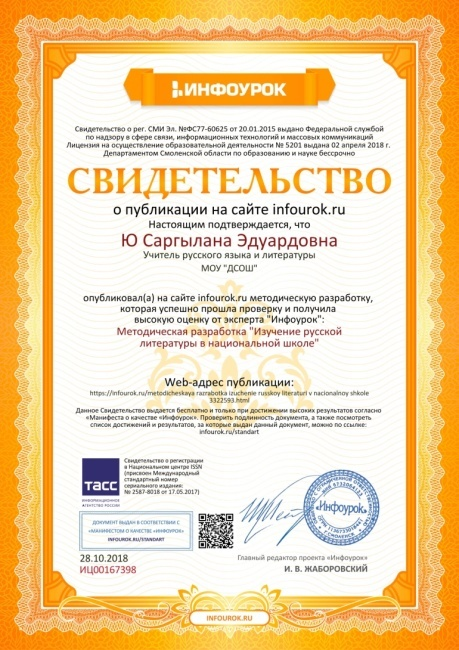 ИНФОУРОК
Свидетельство о рег. СМИ Эл. №ФС77-60625 от 20.01.2015 выдано Федеральной службой
по надзору в сфере связи, информационных технологий и массовых коммуникаций
Лицензия на осуществление образовательной деятельности № 5201 выдана 02 апреля 2018 г.
Департаментом Смоленской области по образованию и науке бессрочно
СВИДЕТЕЛЬСТВО
о публикации на сайте infourok.ru
Настоящим подтверждается, что
Ю Саргылана Эдуардовна
Учитель русского языка и литературы
МОУ "ДСОШ"
опубликовал(а) на сайте infourok.ru методическую разработку,
которая успешно прошла проверку и получила
высокую оценку от эксперта "Инфоурок":
Методическая разработка "Изучение русской
литературы в национальной школе"
Web-адрес публикации:
https://infourok.ru/metodicheskaya razrabotka izuchenie russkoy literaturi v nacionalnoy shkole
3322593.html
Данное Свидетельство выдается бесплатно и только при достижении высоких результатов согласно
«Манифеста о качестве «Инфоурок». Проверить подлинность документа, а также посмотреть
список достижений и результатов, за которые выдан данный документ, можно по ссылке:
infourok.ru/standart
Свидетельство о регистрации
в Национальном центре ISSN
(присвоен Международный
стандартный номер
сериального издания:
№ 2587-8018 от 17.05.2017)
ТАСС
ИНФОРМАЦИОННОЕ
АГЕНТСТВО РОССИИ
ДОКУМЕНТ ВЫДАН В СООТВЕТСТВИИ С
«МАНИФЕСТОМ О КАЧЕСТВЕ «ИНФОУРОК»
INFOUROK.RU/STANDART
28.10.2018
ИЦ00167398
«Инфоурок»
Главный редактор проекта «Инфоурок»
И. В. ЖАБОРОВСКИЙ
INFOUROK.RU